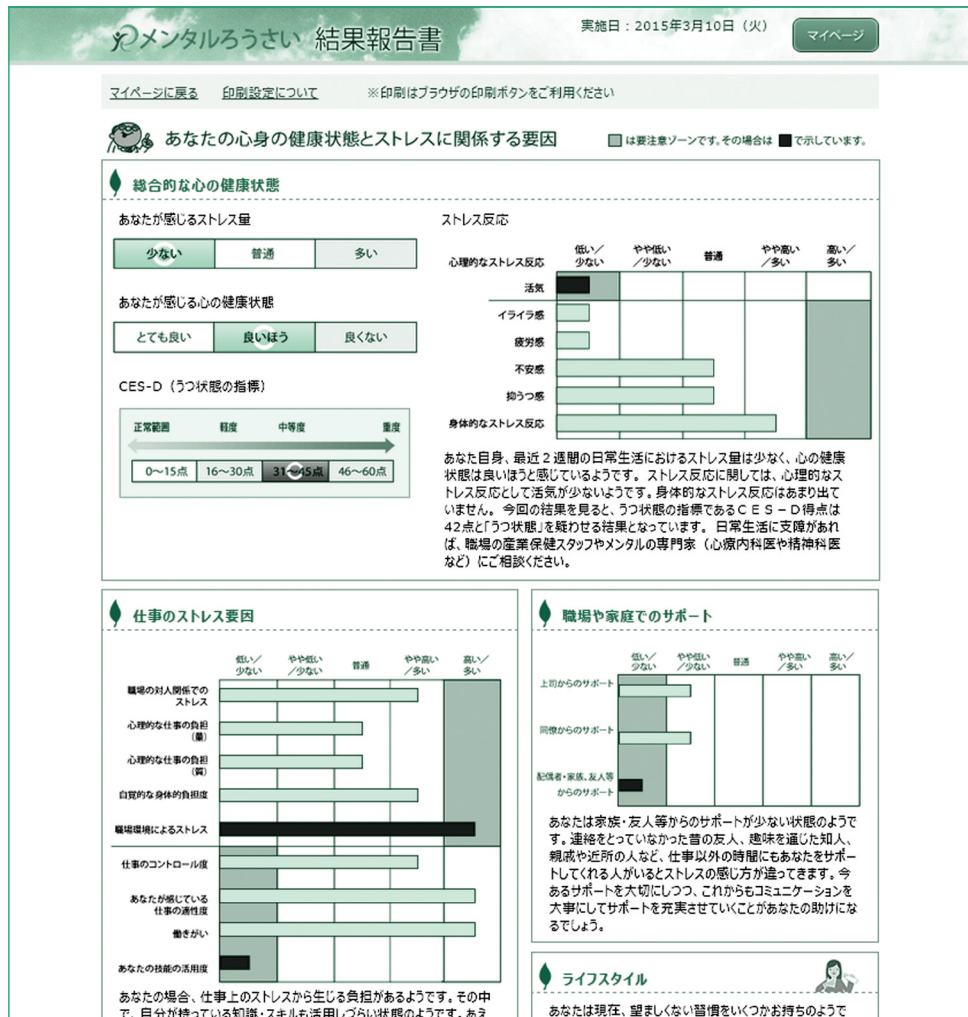 メンタルろうさい 結果報告書
実施日：2015年3月10日（火）
マイページ
マイページに戻る 印刷設定について ※印刷はブラウザの印刷ボタンをご利用ください
あなたの心身の健康状態とストレスに関係する要因
は要注意ゾーンです。その場合は ■で示しています。
総合的な心の健康状態
あなたが感じるストレス量
少ない 普通 多い
あなたが感じる心の健康状態
とても良い 良いほう 良くない
CES-D（うつ状態の指標）
正常範囲 軽度 中等度 重度
0～15点 16～30点 31～45点 46～60点
ストレス反応
心理的なストレス反応
低い／少ない やや低い／少ない 普通 やや高い／多い 高い／多い
活気
イライラ感
疲労感
不安感
抑うつ感
身体的なストレス反応
あなた自身、最近２週間の日常生活におけるストレス量は少なく、心の健康
状態は良いほうと感じているようです。 ストレス反応に関しては、心理的なス
トレス反応として活気が少ないようです。身体的なストレス反応はあまり出て
いません。 今回の結果を見ると、うつ状態の指標であるＣＥＳ－Ｄ得点は
42点と「うつ状態」を疑わせる結果となっています。 日常生活に支障があれ
ば、職場の産業保健スタッフやメンタルの専門家（心療内科医や精神科医
など）にご相談ください。
仕事のストレス要因
低い／少ない やや低い／少ない 普通 やや高い／多い 高い／多い
職場の対人関係での
ストレス
心理的な仕事の負担
（量）
心理的な仕事の負担
（質）
自覚的な身体的負担度
職場環境によるストレス
仕事のコントロール度
あなたが感じている
仕事の適性度
働きがい
あなたの技能の活用度
あなたの場合、仕事上のストレスから生じる負担があるようです。その中
で、自分が持っている知識・スキルも活用しづらい状態のようです。あえ
職場や家庭でのサポート
低い／少ない やや低い／少ない 普通 やや高い／多い 高い／多い
上司からのサポート
同僚からのサポート
配偶者・家族、友人等
からのサポート
あなたは家族・友人等からのサポートが少ない状態のようで
す。連絡をとっていなかった昔の友人、趣味を通じた知人、
親戚や近所の人など、仕事以外の時間にもあなたをサポー
トしてくれる人がいるとストレスの感じ方が違ってきます。今
あるサポートを大切にしつつ、これからもコミュニケーションを
大事にしてサポートを充実させていくことがあなたの助けにな
るでしょう。
ライフスタイル
あなたは現在、望ましくない習慣をいくつかお持ちのようで